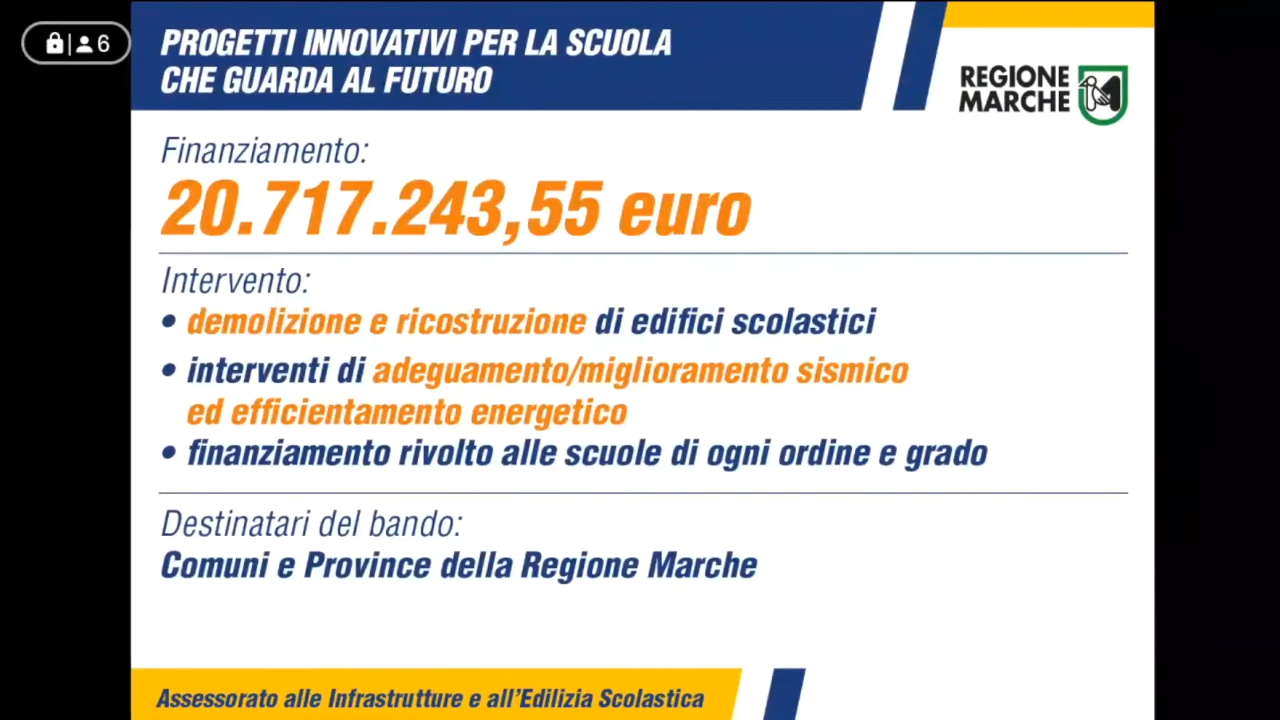 6
PROGETTI INNOVATIVI PER LA SCUOLA
CHE GUARDA AL FUTURO
REGIONE
MARCHE
Finanziamento:
20.717.243,55 euro
Intervento:
• demolizione e ricostruzione di edifici scolastici
• interventi di adeguamento/miglioramento sismico
ed efficientamento energetico
• finanziamento rivolto alle scuole di ogni ordine e grado
Destinatari del bando:
Comuni e Province della Regione Marche
Assessorato alle Infrastrutture e all'Edilizia Scolastica